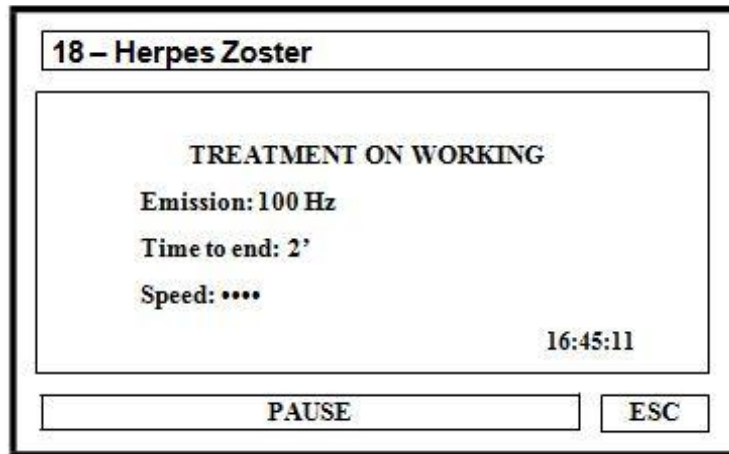 18 – Herpes Zoster
TREATMENT ON WORKING
Emission: 100 Hz
Time to end: 2’
Speed: ••••
16:45:11
PAUSE
ESC